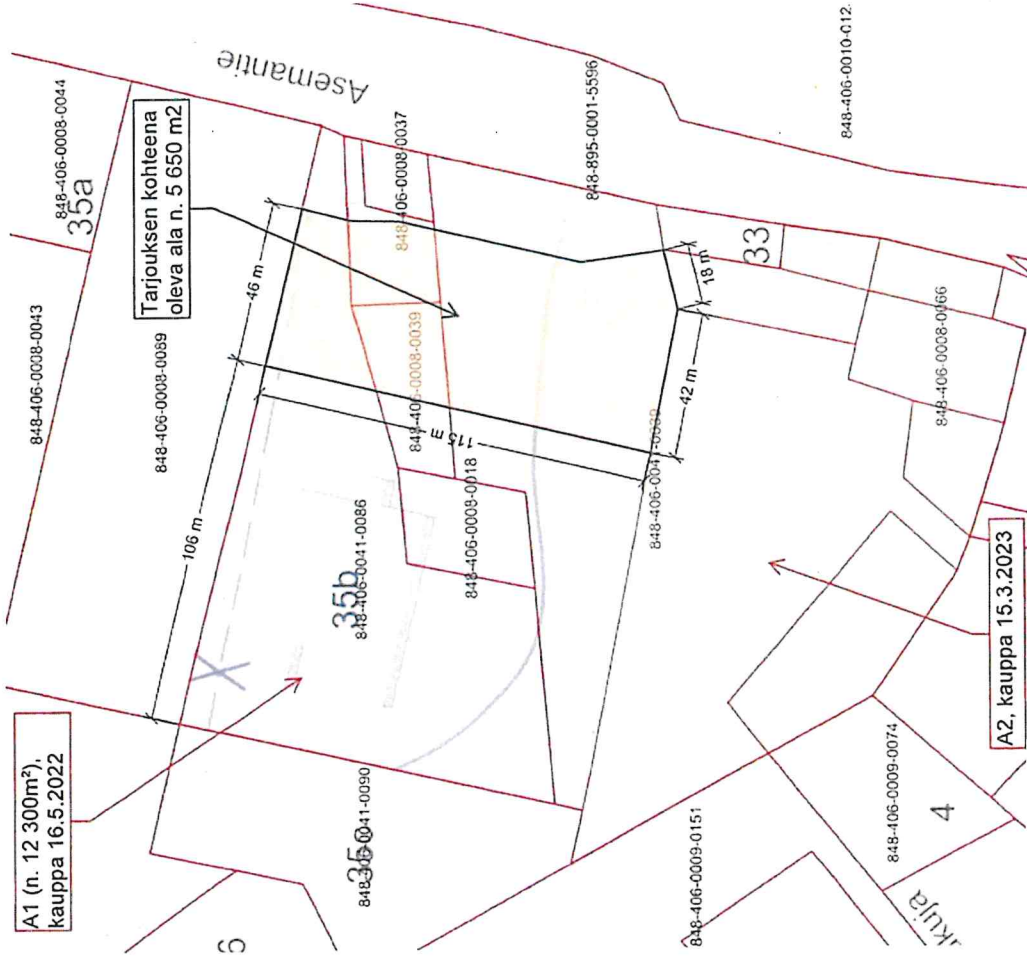 Asemantie
848-406-0008-0044
35a
848-406-0010-012
Tarjouksen kohteena
oleva ala n. 5 650 m2
848-406-0008-0037
848-895-0001-5596
848-406-0008-0043
848-406-0008-0089
46 m
33
18 m
848-406-0008-0039
848-406-0008-0066
42 m
115 m
106 m
848-406-0008-0018
35b
848-406-0041-0086
X
A1 (n. 12 300m²),
kauppa 16.5.2022
A2, kauppa 15.3.2023
848-406-0009-0074
4
848-406-0009-0151
kuja